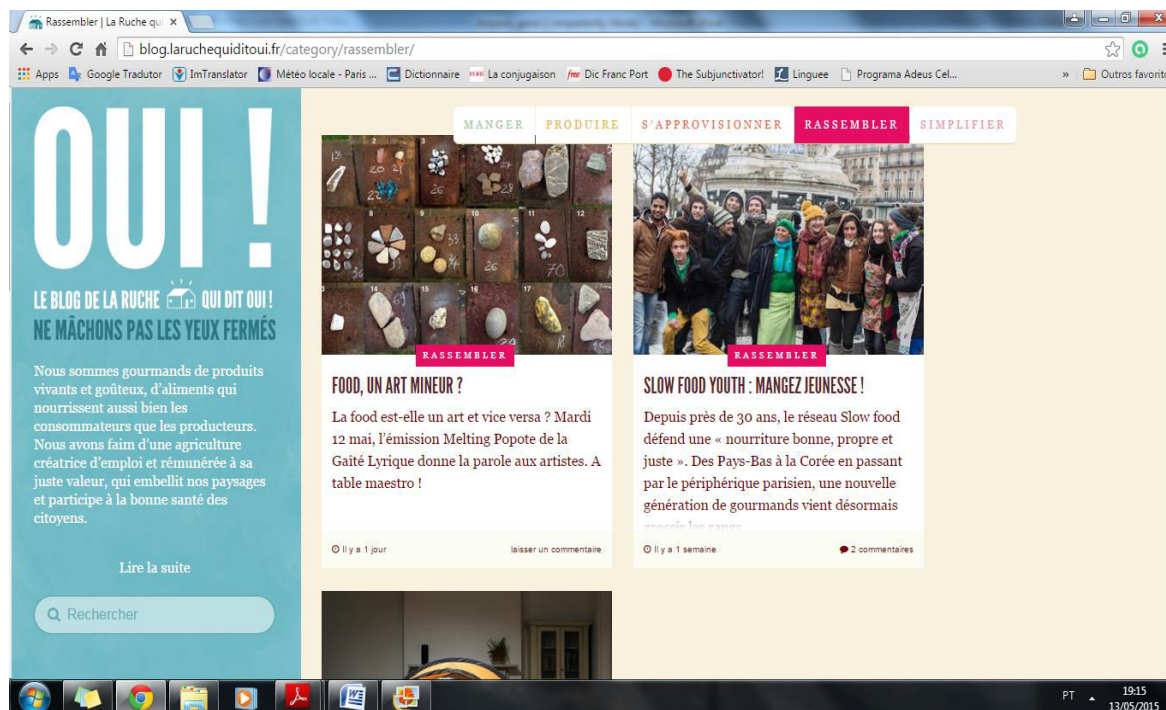 Rassembler | La Ruche qui
blog.laruchequiditoui.fr/category/rassembler/
Apps Google Tradutor ImTranslator Météo locale - Paris ... Dictionnaire La conjugaison Dic Franc Port The Subjunctivator! Linguee Programa Adeus Cel... » Outros favorito
MANGER PRODUIRE S'APPROVISIONNER RASSEMBLER SIMPLIFIER
OUI !
LE BLOG DE LA RUCHE QUI DIT OUI !
NE MÂCHONS PAS LES YEUX FERMÉS
Nous sommes gourmands de produits
vivants et goûteux, d'aliments qui
nourrissent aussi bien les
consommateurs que les producteurs.
Nous avons faim d'une agriculture
créatrice d'emploi et rémunérée à sa
juste valeur, qui embellit nos paysages
et participe à la bonne santé des
citoyens.
Lire la suite
Rechercher
RASSEMBLER
FOOD, UN ART MINEUR ?
La food est-elle un art et vice versa ? Mardi
12 mai, l'émission Melting Popote de la
Gaîté Lyrique donne la parole aux artistes. A
table maestro !
Il y a 1 jour laisser un commentaire
RASSEMBLER
SLOW FOOD YOUTH : MANGEZ JEUNESSE !
Depuis près de 30 ans, le réseau Slow food
défend une « nourriture bonne, propre et
juste ». Des Pays-Bas à la Corée en passant
par le périphérique parisien, une nouvelle
génération de gourmands vient désormais
grossir les rangs
Il y a 1 semaine 2 commentaires
PT 19:15
13/05/2015